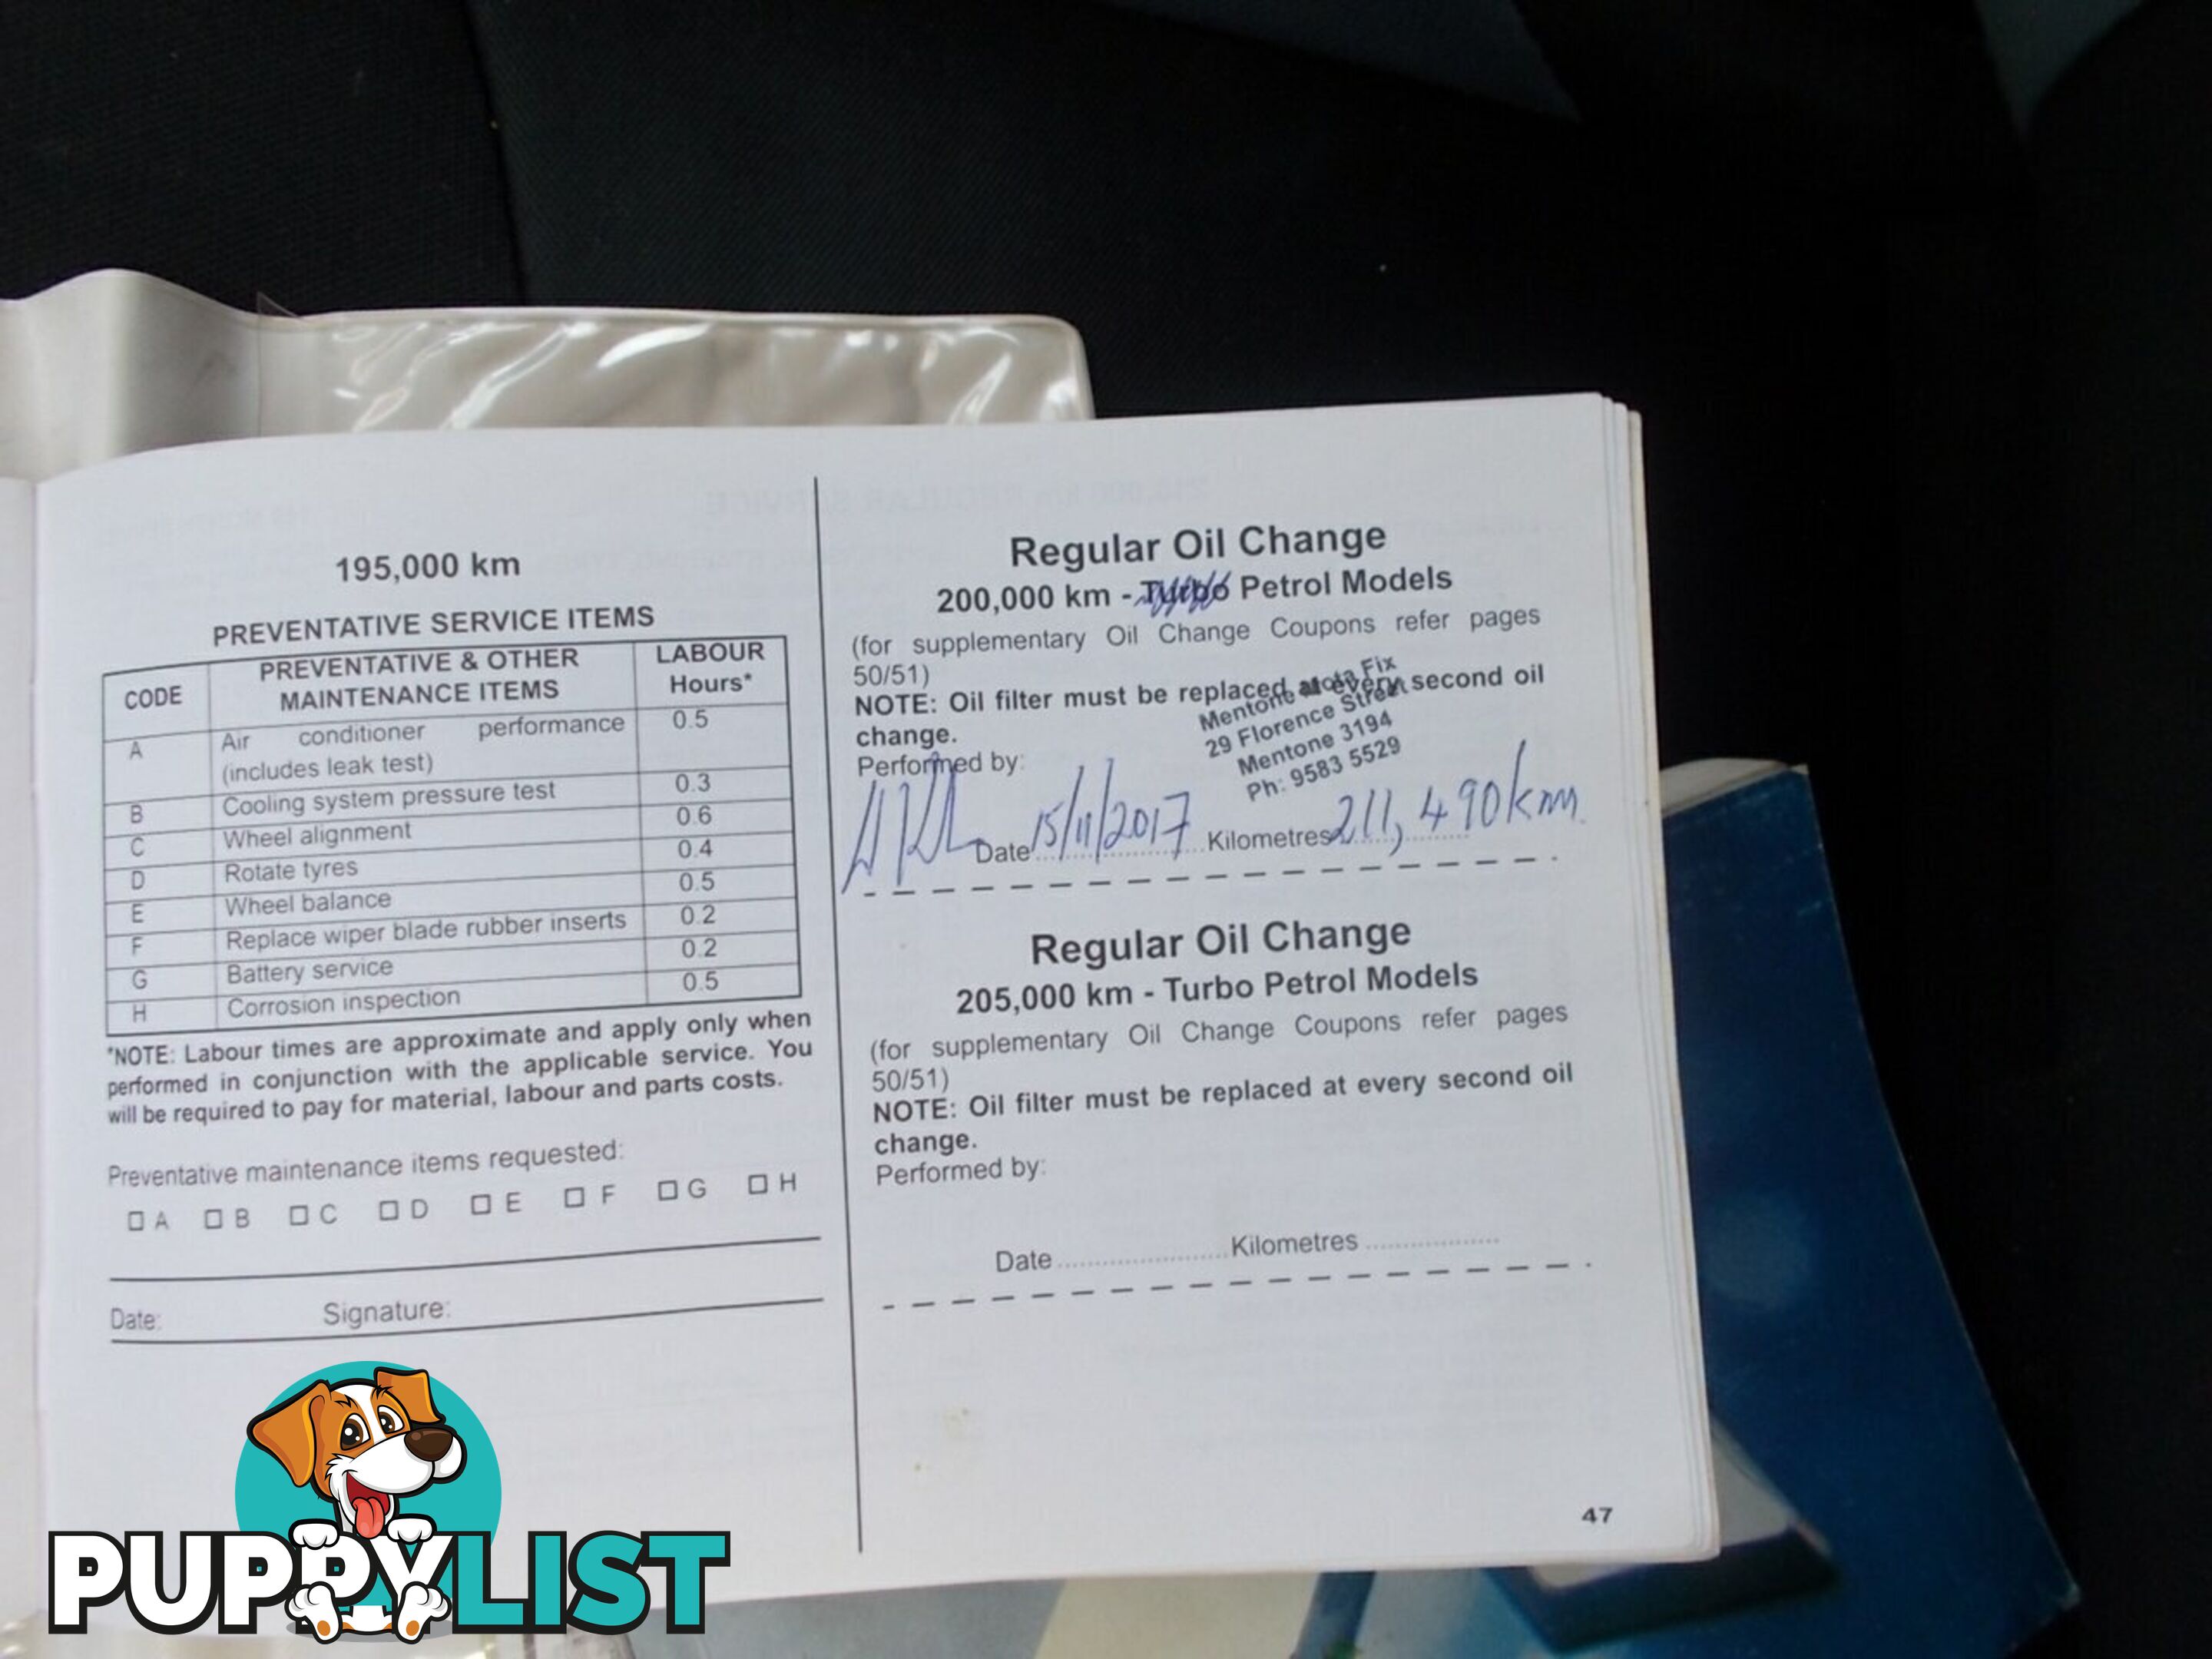 195,000 km
PREVENTATIVE SERVICE ITEMS
CODE PREVENTATIVE & OTHER MAINTENANCE ITEMS LABOUR Hours*
A Air conditioner performance (includes leak test) 0.5
B Cooling system pressure test 0.3
C Wheel alignment 0.6
D Rotate tyres 0.4
E Wheel balance 0.5
F Replace wiper blade rubber inserts 0.2
G Battery service 0.2
H Corrosion inspection 0.5
*NOTE: Labour times are approximate and apply only when
performed in conjunction with the applicable service. You
will be required to pay for material, labour and parts costs.
Preventative maintenance items requested:
A B C D E F G H
Date: Signature:
Regular Oil Change
200,000 km - Turbo Petrol Models
(for supplementary Oil Change Coupons refer pages
50/51)
NOTE: Oil filter must be replaced at every second oil
change.
Performed by:
Mentone Mota Fix
29 Florence Street
Mentone 3194
Ph: 9583 5529
Date 15/11/2017 Kilometres 211,490km
Regular Oil Change
205,000 km - Turbo Petrol Models
(for supplementary Oil Change Coupons refer pages
50/51)
NOTE: Oil filter must be replaced at every second oil
change.
Performed by:
Date Kilometres
47
PUPPYLIST